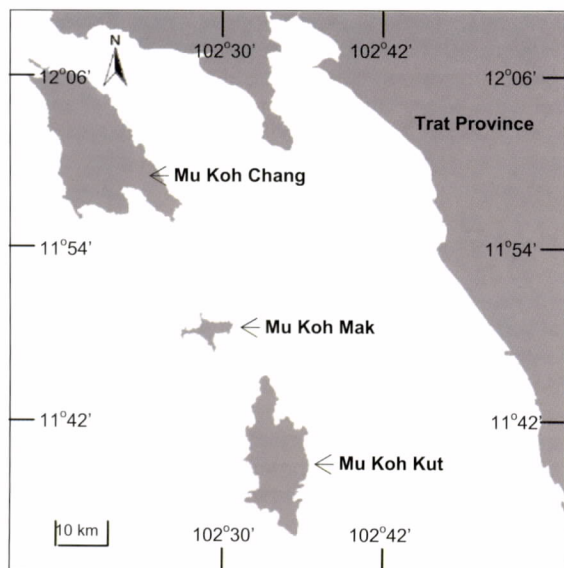 N
102°30' 102°42'
12°06' 12°06'
Trat Province
Mu Koh Chang
11°54' 11°54'
Mu Koh Mak
11°42' 11°42'
Mu Koh Kut
10 km
102°30' 102°42'